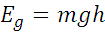 E_g = mgh